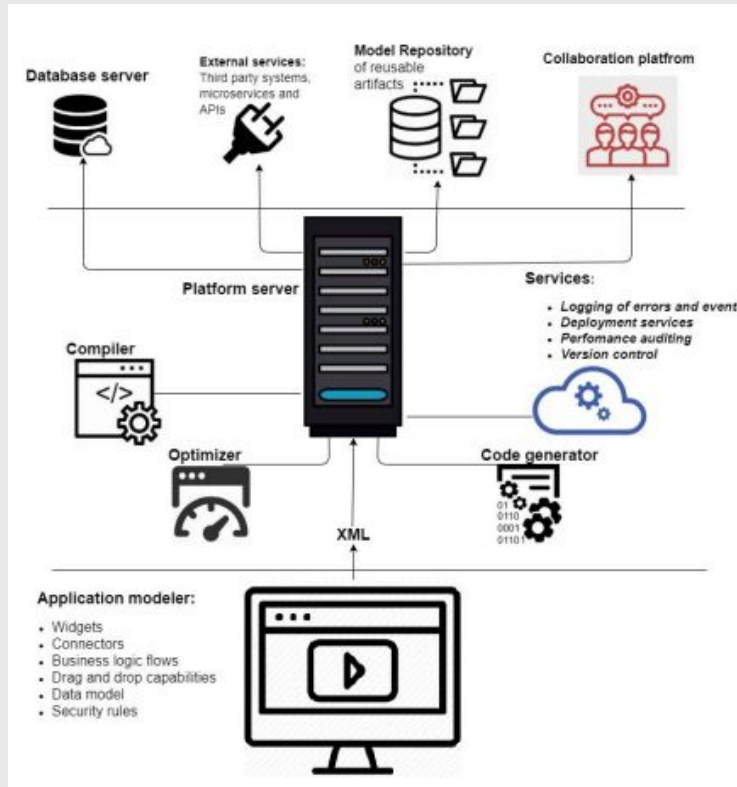 Database server
External services:
Third party systems,
microservices and
APIs
Model Repository
of reusable
artifacts
Collaboration platfrom
Platform server
Services:
• Logging of errors and event
• Deployment services
• Perfomance auditing
• Version control
Compiler
</>
Optimizer
Code generator
01
0110
0001
01101
XML
Application modeler:
• Widgets
• Connectors
• Business logic flows
• Drag and drop capabilities
• Data model
• Security rules